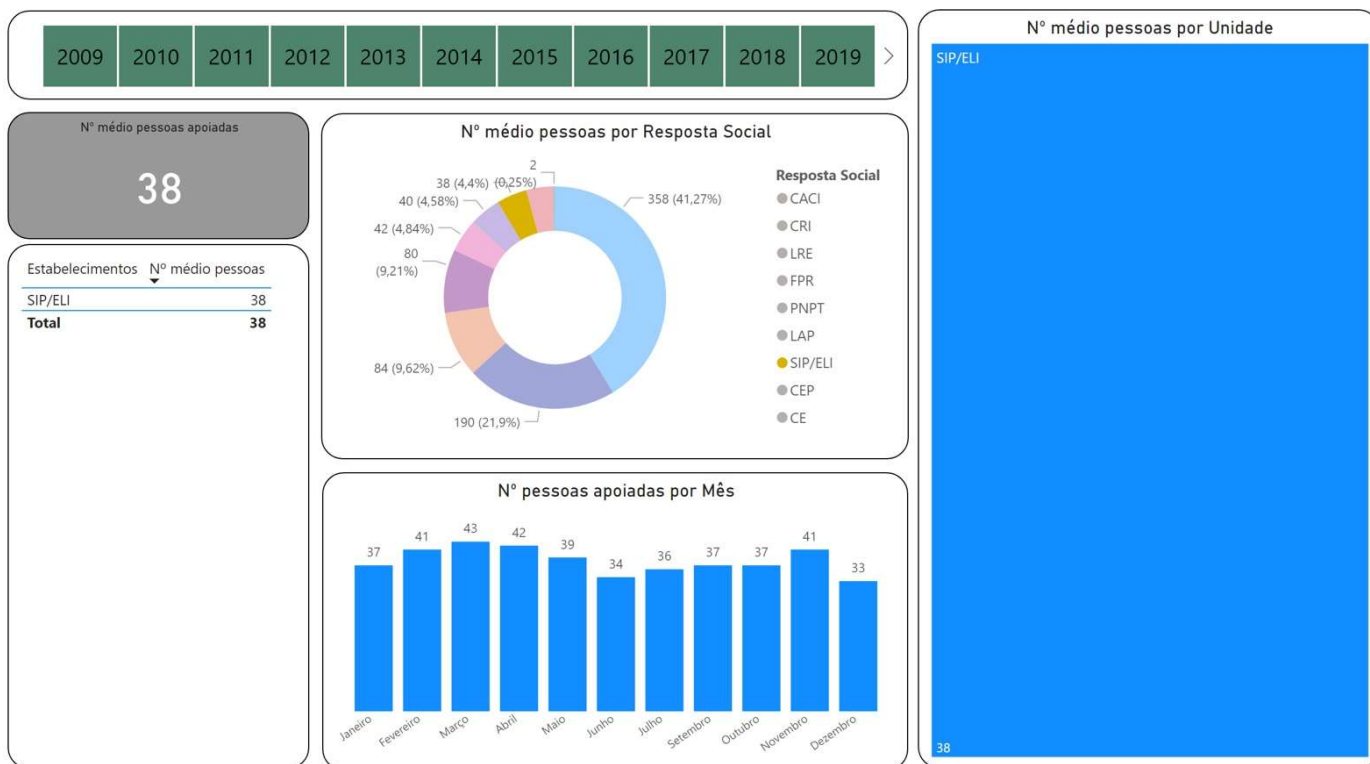 2009 2010 2011 2012 2013 2014 2015 2016 2017 2018 2019
Nº médio pessoas apoiadas
38
Estabelecimentos Nº médio pessoas
SIP/ELI 38
Total 38
Nº médio pessoas por Resposta Social
2
(0,25%)
38 (4,4%)
40 (4,58%)
42 (4,84%)
80
(9,21%)
84 (9,62%)
190 (21,9%)
358 (41,27%)
Resposta Social
CACI
CRI
LRE
FPR
PNPT
LAP
SIP/ELI
CEP
CE
Nº pessoas apoiadas por Mês
37 41 43 42 39 34 36 37 37 41 33
Janeiro Fevereiro Março Abril Maio Junho Julho Setembro Outubro Novembro Dezembro
Nº médio pessoas por Unidade
SIP/ELI
38